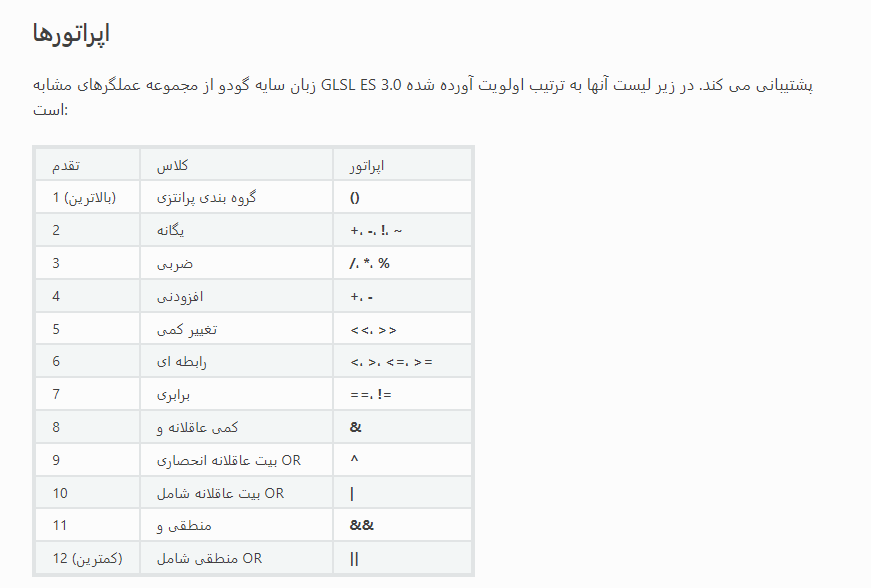 اپراتورها
زبان سایه گودو از مجموعه عملگرهای مشابه GLSL ES 3.0 پشتیبانی می کند. در زیر لیست آنها به ترتیب اولویت آورده شده
است:
تقدم کلاس اپراتور
1 (بالاترین) گروه بندی پرانتزی ()
2 یگانه +، -، !، ~
3 ضربی /، *، %
4 افزودنی +، -
5 تغییر کمی <<، >>
6 رابطه ای <، >، <=، >=
7 برابری ==، !=
8 کمی عاقلانه و &
9 بیت عاقلانه انحصاری OR ^
10 بیت عاقلانه شامل OR |
11 منطقی و &&
12 (کمترین) منطقی شامل OR ||